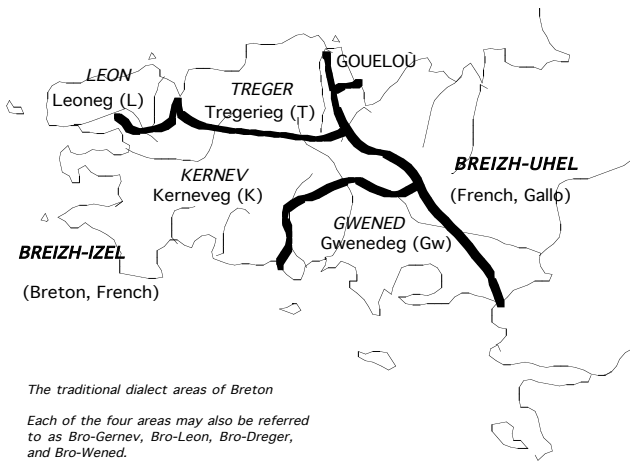 GOUELOÙ
LEON
Leoneg (L)
TREGER
Tregerieg (T)
KERNEV
Kerneveg (K)
BREIZH-UHEL
(French, Gallo)
GWENED
Gwenedeg (Gw)
BREIZH-IZEL
(Breton, French)
The traditional dialect areas of Breton
Each of the four areas may also be referred
to as Bro-Gernev, Bro-Leon, Bro-Dreger,
and Bro-Wened.